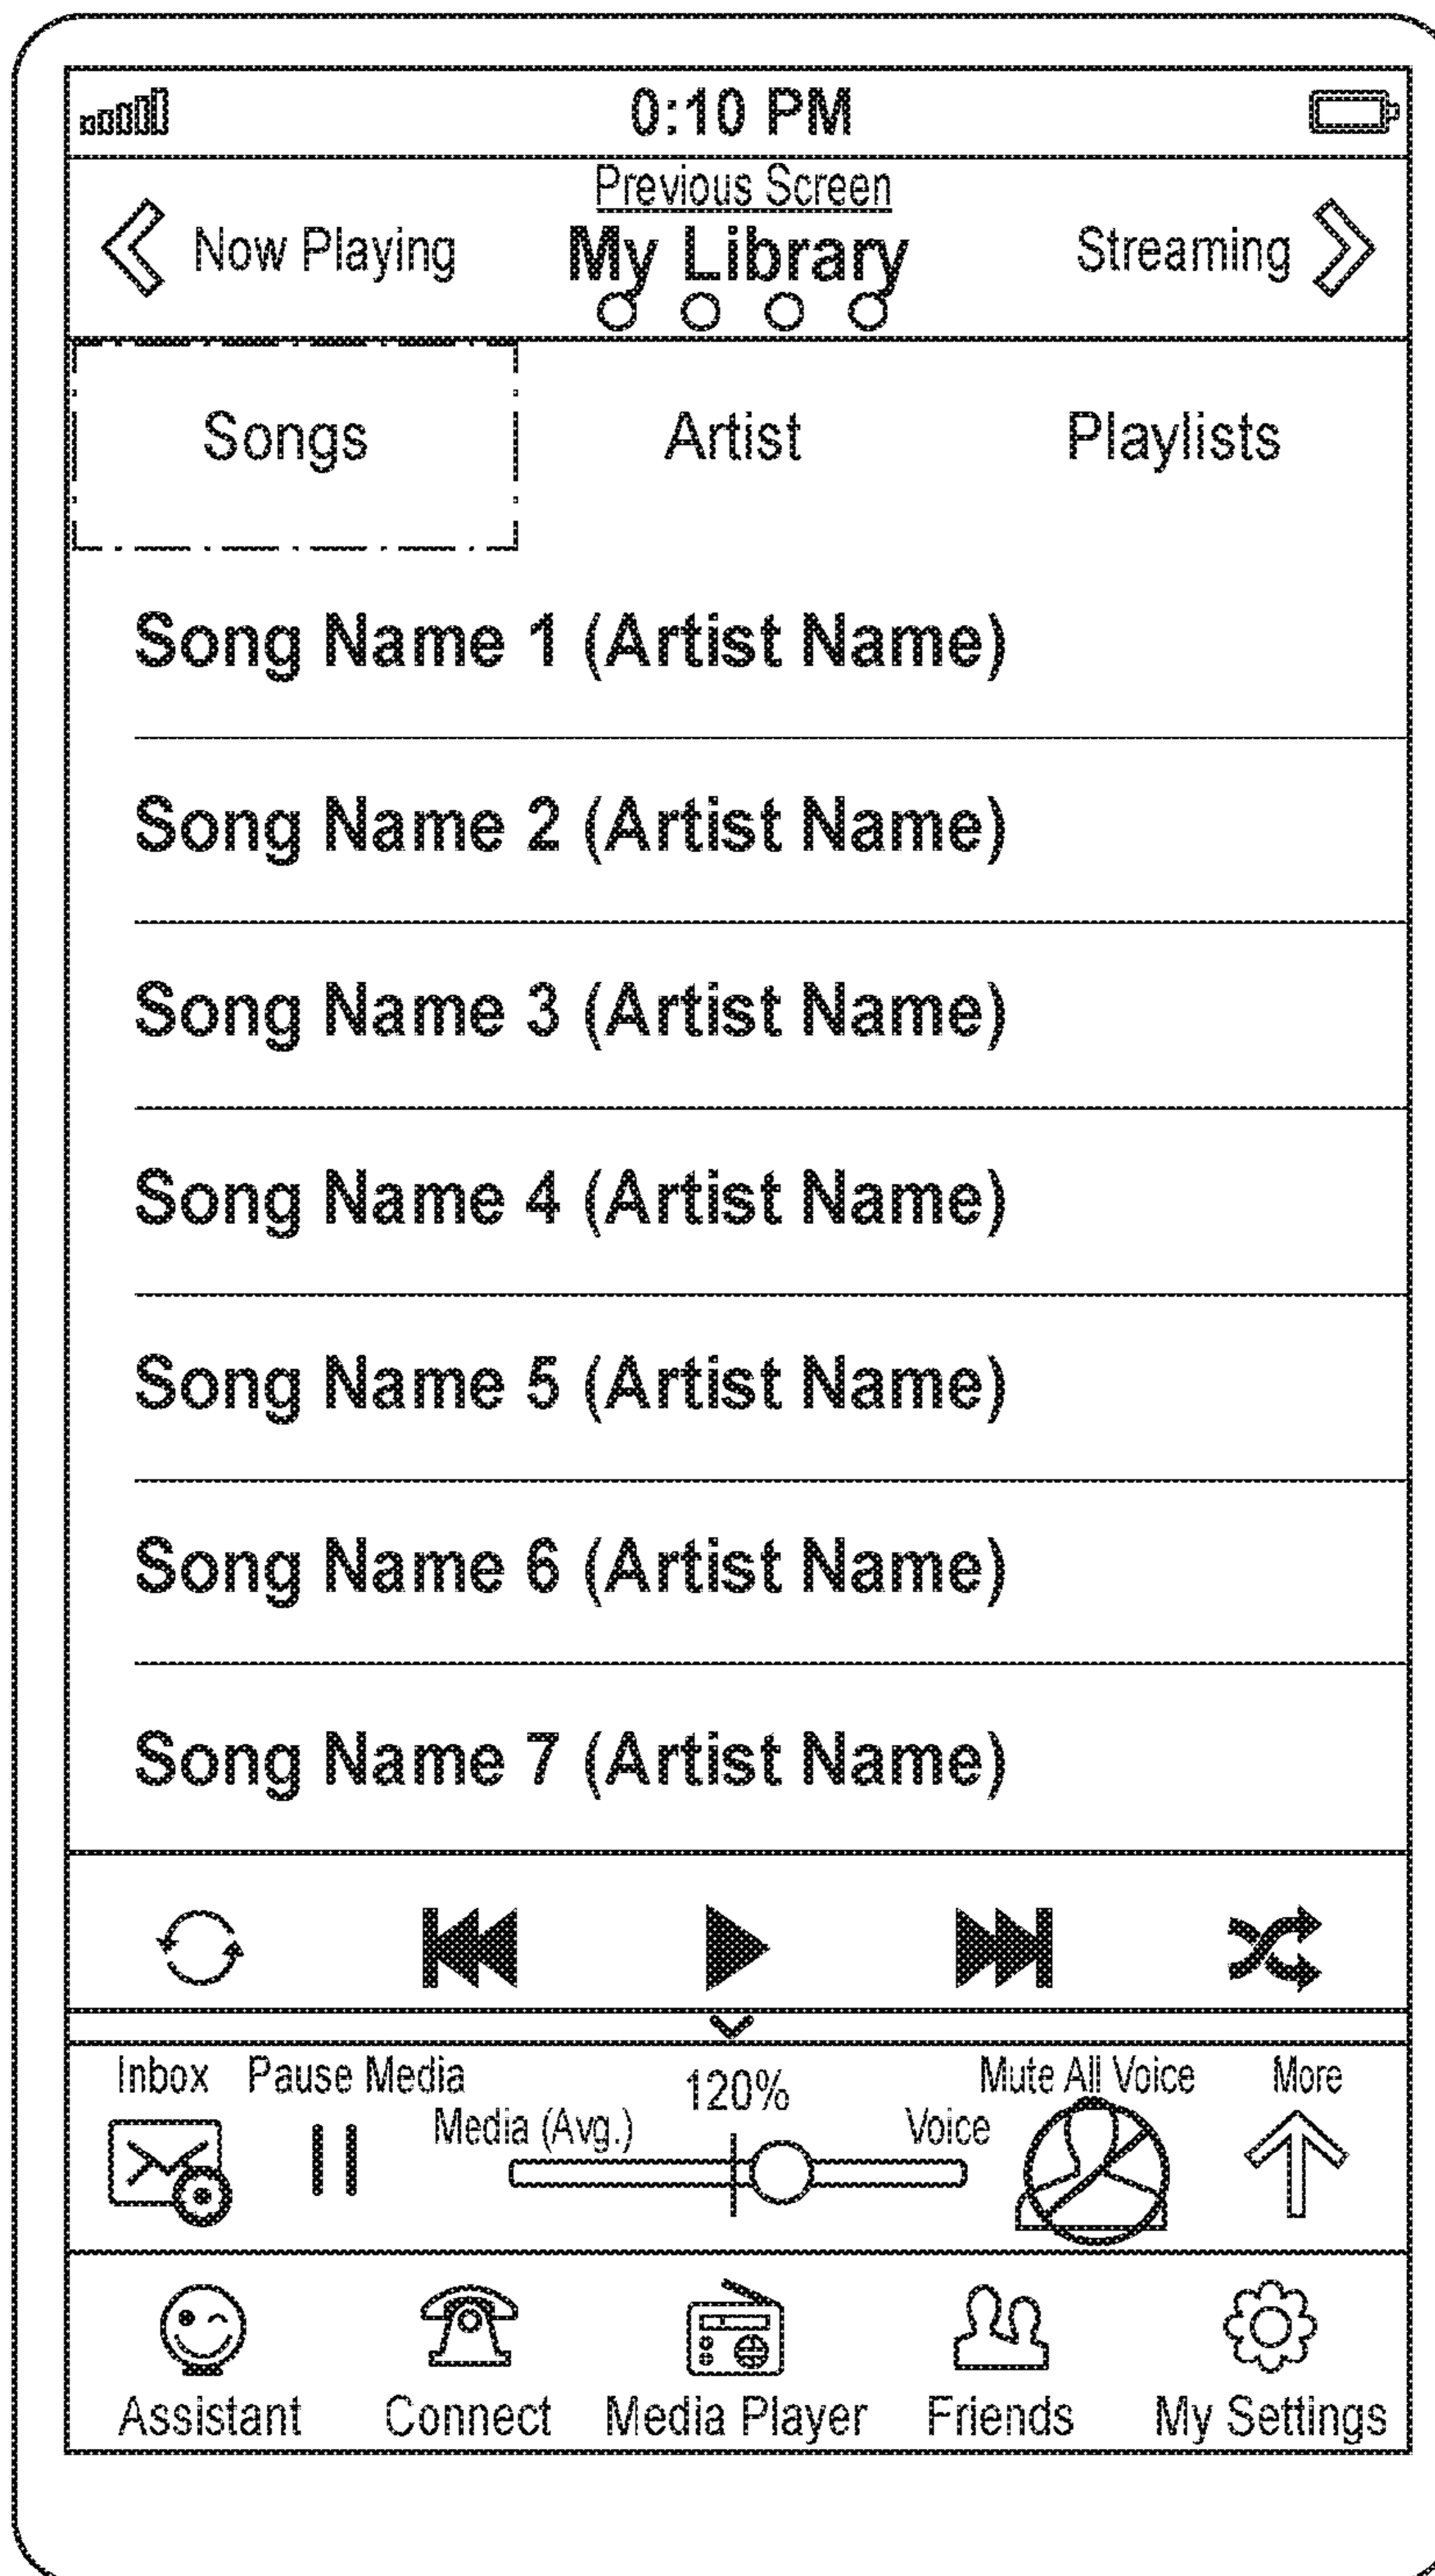 0:10 PM
Previous Screen
Now Playing
My Library
Streaming
Songs
Artist
Playlists
Song Name 1 (Artist Name)
Song Name 2 (Artist Name)
Song Name 3 (Artist Name)
Song Name 4 (Artist Name)
Song Name 5 (Artist Name)
Song Name 6 (Artist Name)
Song Name 7 (Artist Name)
Inbox
Pause Media
120%
Mute All Voice
More
Media (Avg.)
Voice
Assistant
Connect
Media Player
Friends
My Settings